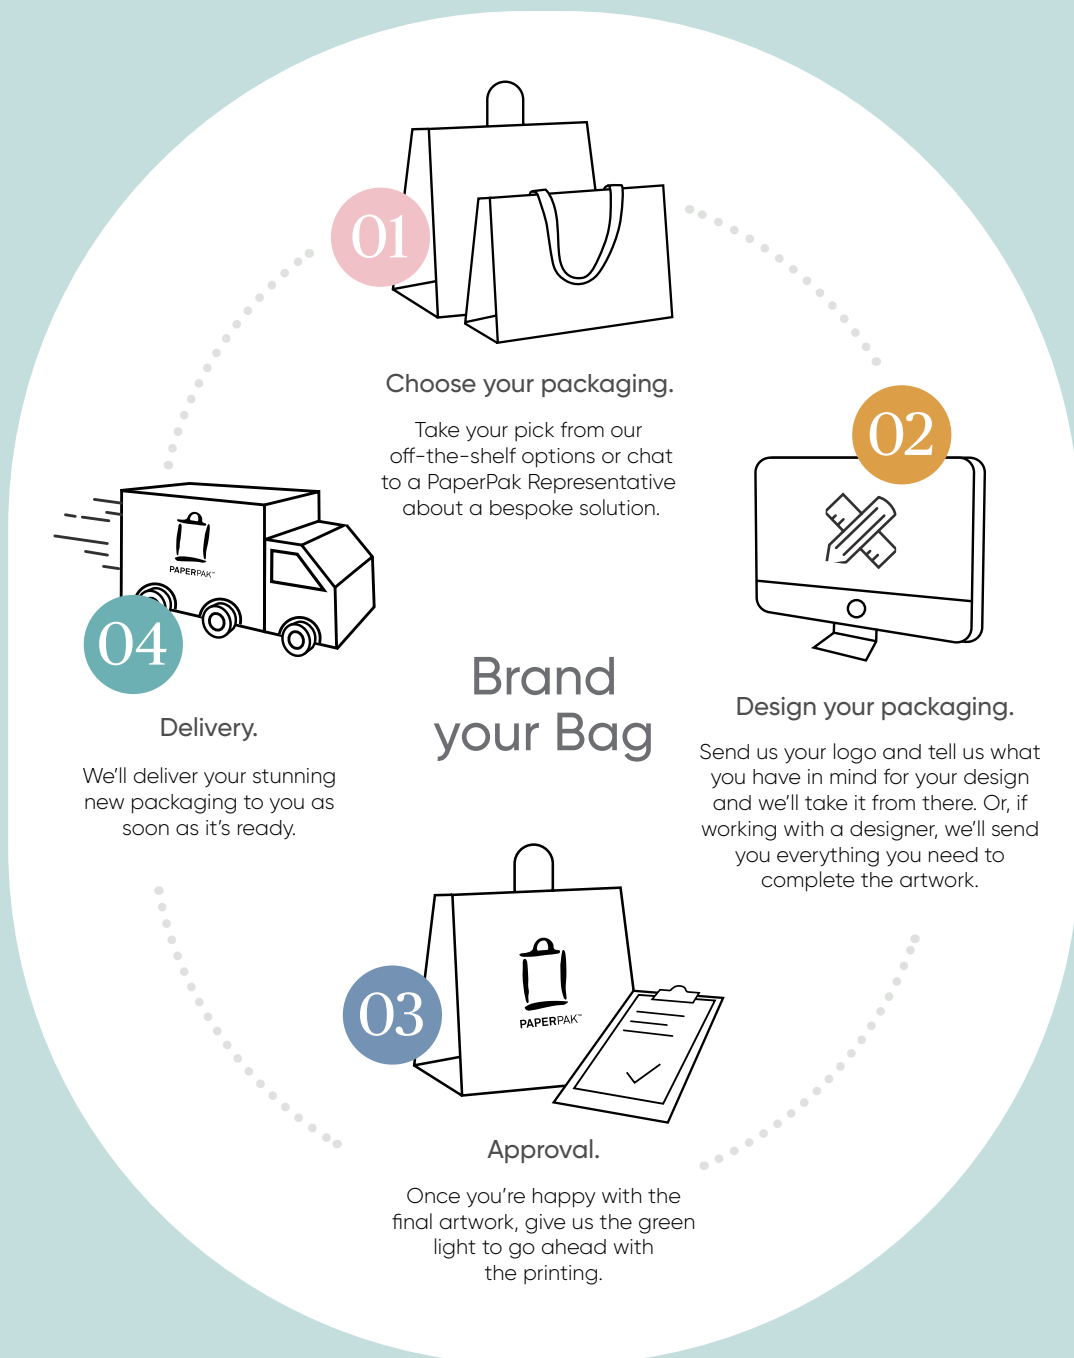 01
Choose your packaging.
Take your pick from our
off-the-shelf options or chat
to a PaperPak Representative
about a bespoke solution.
02
Design your packaging.
Send us your logo and tell us what
you have in mind for your design
and we'll take it from there. Or, if
working with a designer, we'll send
you everything you need to
complete the artwork.
Brand
your Bag
03
PAPERPAK™
Approval.
Once you're happy with the
final artwork, give us the green
light to go ahead with
the printing.
PAPERPAK™
04
Delivery.
We'll deliver your stunning
new packaging to you as
soon as it's ready.